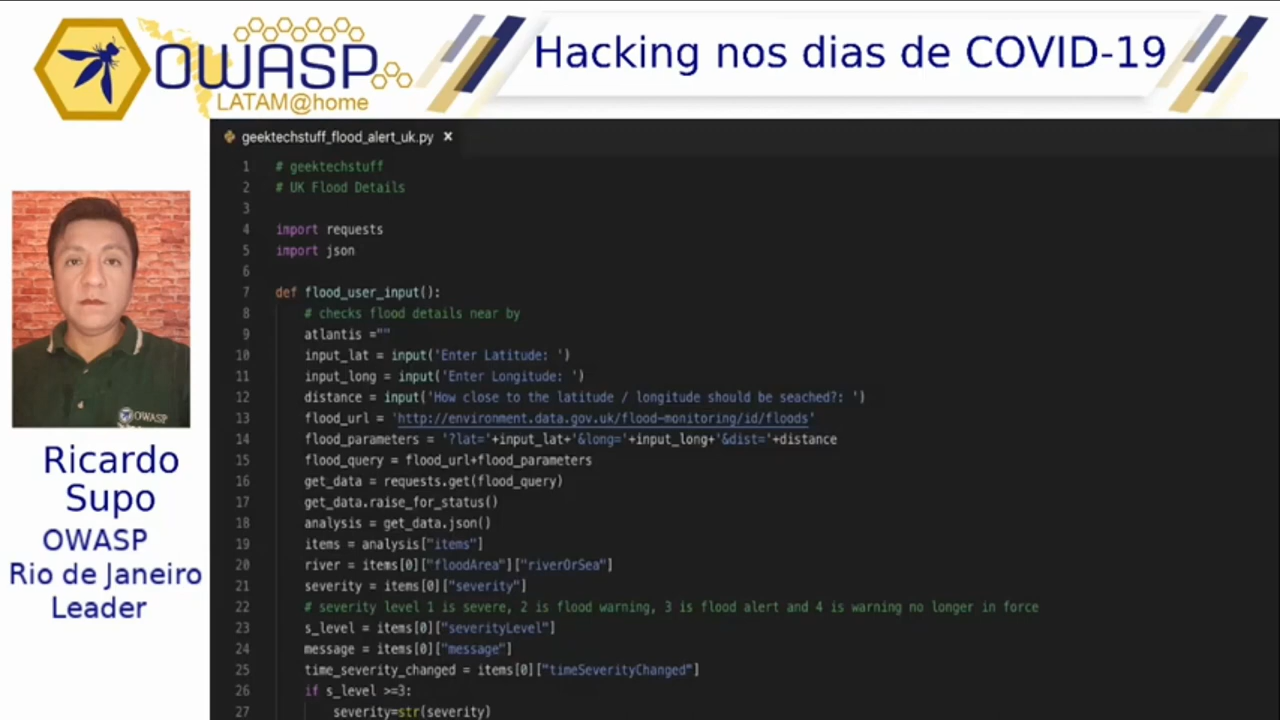 OWASP
LATAM@home
Hacking nos dias de COVID-19
geektechstuff_flood_alert_uk.py ×
1 # geektechstuff
2 # UK Flood Details
3
4 import requests
5 import json
6
7 def flood_user_input():
8 # checks flood details near by
9 atlantis =""
10 input_lat = input('Enter Latitude: ')
11 input_long = input('Enter Longitude: ')
12 distance = input('How close to the latitude / longitude should be seached?: ')
13 flood_url = 'http://environment.data.gov.uk/flood-monitoring/id/floods'
14 flood_parameters = '?lat='+input_lat+'&long='+input_long+'&dist='+distance
15 flood_query = flood_url+flood_parameters
16 get_data = requests.get(flood_query)
17 get_data.raise_for_status()
18 analysis = get_data.json()
19 items = analysis["items"]
20 river = items[0]["floodArea"]["riverOrSea"]
21 severity = items[0]["severity"]
22 # severity level 1 is severe, 2 is flood warning, 3 is flood alert and 4 is warning no longer in force
23 s_level = items[0]["severityLevel"]
24 message = items[0]["message"]
25 time_severity_changed = items[0]["timeSeverityChanged"]
26 if s_level >=3:
27 severity=str(severity)
OWASP
Ricardo
Supo
OWASP
Rio de Janeiro
Leader